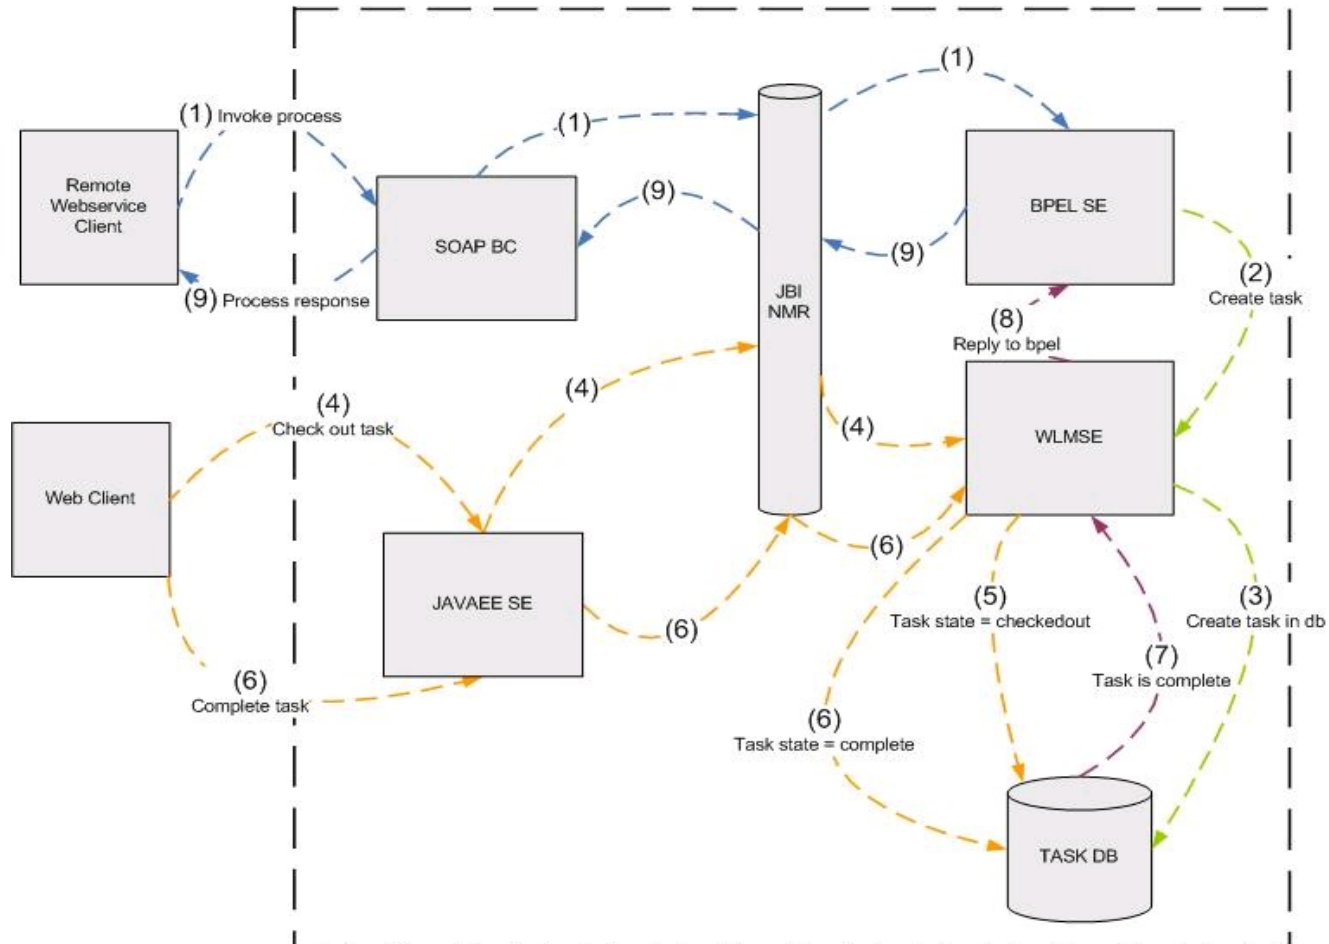 (1)
(1) Invoke process
(1)
Remote
Webservice
Client
SOAP BC
BPEL SE
(9)
(9)
(2)
Create task
(9) Process response
JBI
NMR
(8)
Reply to bpel
(4)
Check out task
(4)
(4)
WLMSE
Web Client
(6)
JAVAEE SE
(6)
(5)
Task state = checkedout
(3)
Create task in db
(7)
Task is complete
(6)
Complete task
(6)
Task state = complete
TASK DB